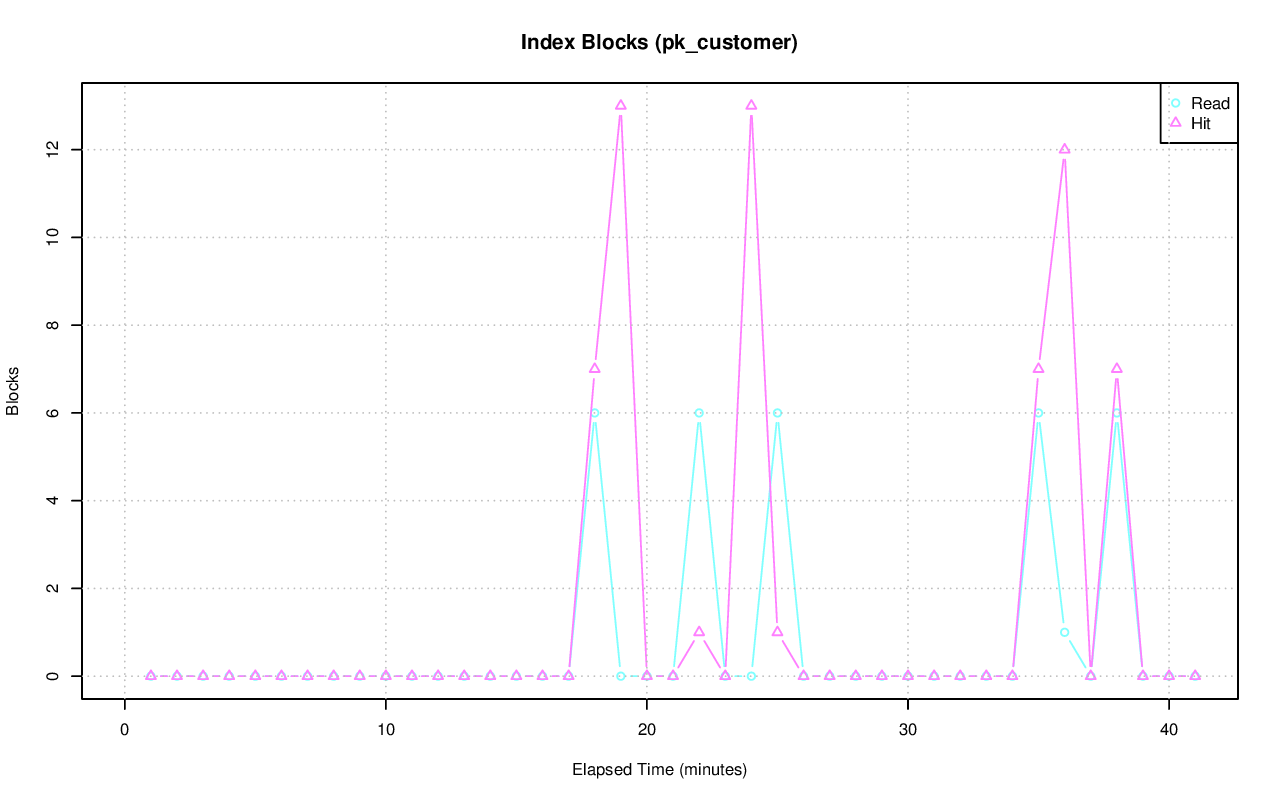 Index Blocks (pk_customer)
Read
Hit
12
10
8
6
4
2
0
Blocks
0 10 20 30 40
Elapsed Time (minutes)